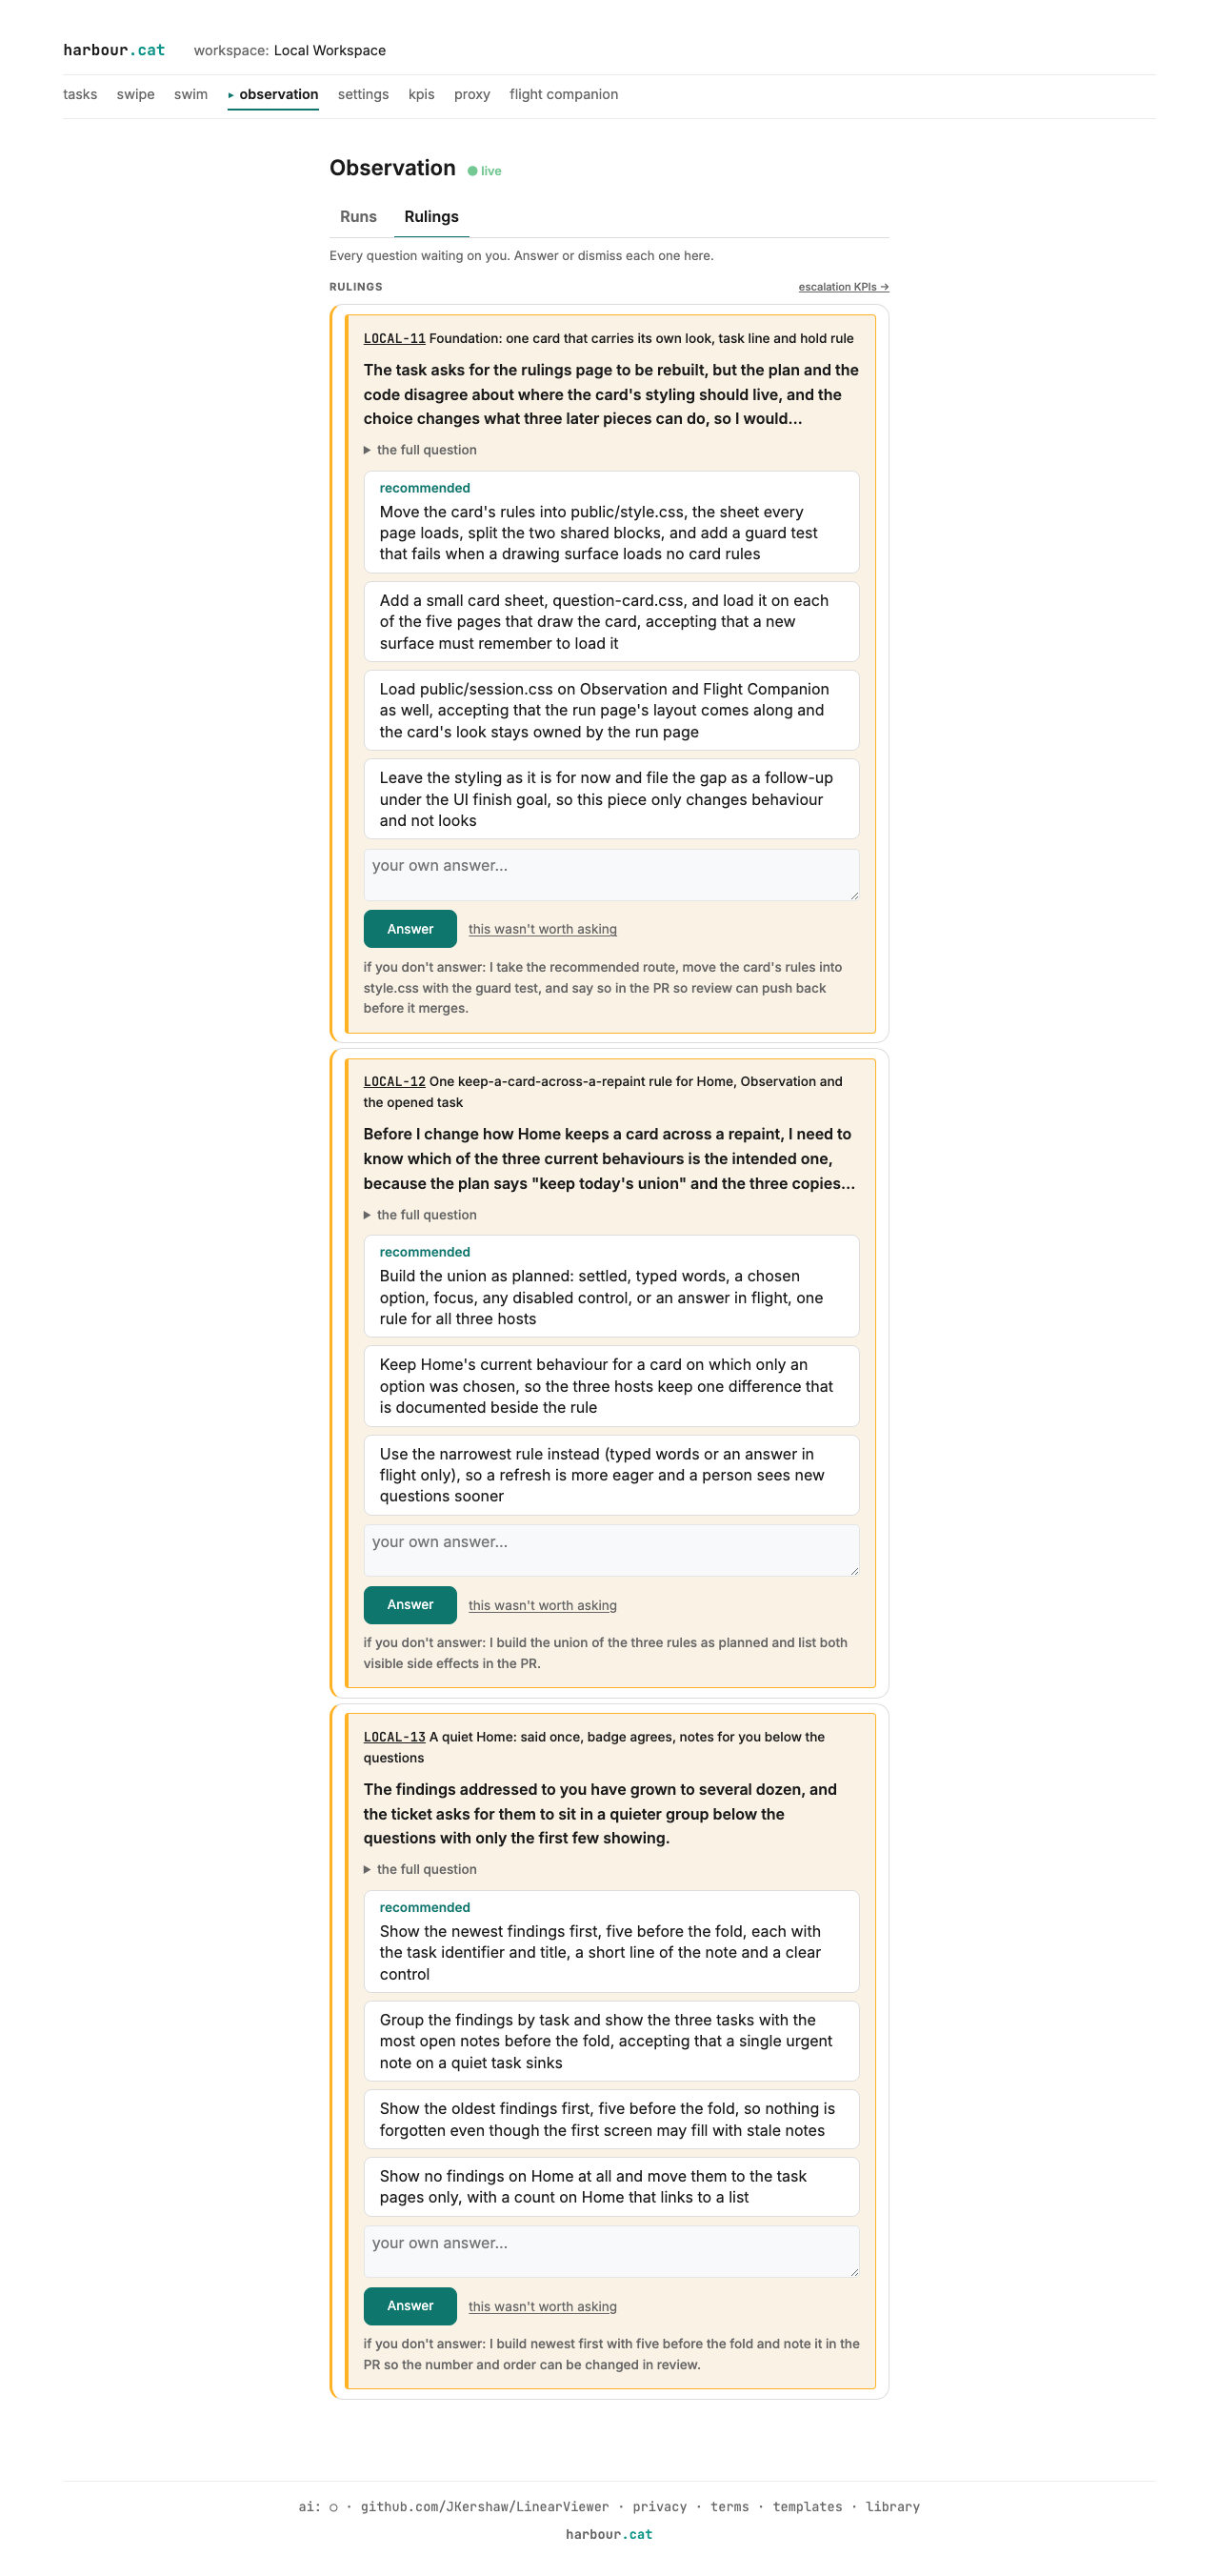 harbour.cat workspace: Local Workspace
tasks swipe swim ▸ observation settings kpis proxy flight companion
Observation ● live
Runs Rulings
Every question waiting on you. Answer or dismiss each one here.
RULINGS escalation KPIs →
LOCAL-11 Foundation: one card that carries its own look, task line and hold rule
The task asks for the rulings page to be rebuilt, but the plan and the
code disagree about where the card's styling should live, and the
choice changes what three later pieces can do, so I would…
▶ the full question
recommended
Move the card's rules into public/style.css, the sheet every
page loads, split the two shared blocks, and add a guard test
that fails when a drawing surface loads no card rules
Add a small card sheet, question-card.css, and load it on each
of the five pages that draw the card, accepting that a new
surface must remember to load it
Load public/session.css on Observation and Flight Companion
as well, accepting that the run page's layout comes along and
the card's look stays owned by the run page
Leave the styling as it is for now and file the gap as a follow-up
under the UI finish goal, so this piece only changes behaviour
and not looks
your own answer…
Answer this wasn't worth asking
if you don't answer: I take the recommended route, move the card's rules into
style.css with the guard test, and say so in the PR so review can push back
before it merges.
LOCAL-12 One keep-a-card-across-a-repaint rule for Home, Observation and
the opened task
Before I change how Home keeps a card across a repaint, I need to
know which of the three current behaviours is the intended one,
because the plan says "keep today's union" and the three copies…
▶ the full question
recommended
Build the union as planned: settled, typed words, a chosen
option, focus, any disabled control, or an answer in flight, one
rule for all three hosts
Keep Home's current behaviour for a card on which only an
option was chosen, so the three hosts keep one difference that
is documented beside the rule
Use the narrowest rule instead (typed words or an answer in
flight only), so a refresh is more eager and a person sees new
questions sooner
your own answer…
Answer this wasn't worth asking
if you don't answer: I build the union of the three rules as planned and list both
visible side effects in the PR.
LOCAL-13 A quiet Home: said once, badge agrees, notes for you below the
questions
The findings addressed to you have grown to several dozen, and
the ticket asks for them to sit in a quieter group below the
questions with only the first few showing.
▶ the full question
recommended
Show the newest findings first, five before the fold, each with
the task identifier and title, a short line of the note and a clear
control
Group the findings by task and show the three tasks with the
most open notes before the fold, accepting that a single urgent
note on a quiet task sinks
Show the oldest findings first, five before the fold, so nothing is
forgotten even though the first screen may fill with stale notes
Show no findings on Home at all and move them to the task
pages only, with a count on Home that links to a list
your own answer…
Answer this wasn't worth asking
if you don't answer: I build newest first with five before the fold and note it in the
PR so the number and order can be changed in review.
ai: ○ · github.com/JKershaw/LinearViewer · privacy · terms · templates · library
harbour.cat